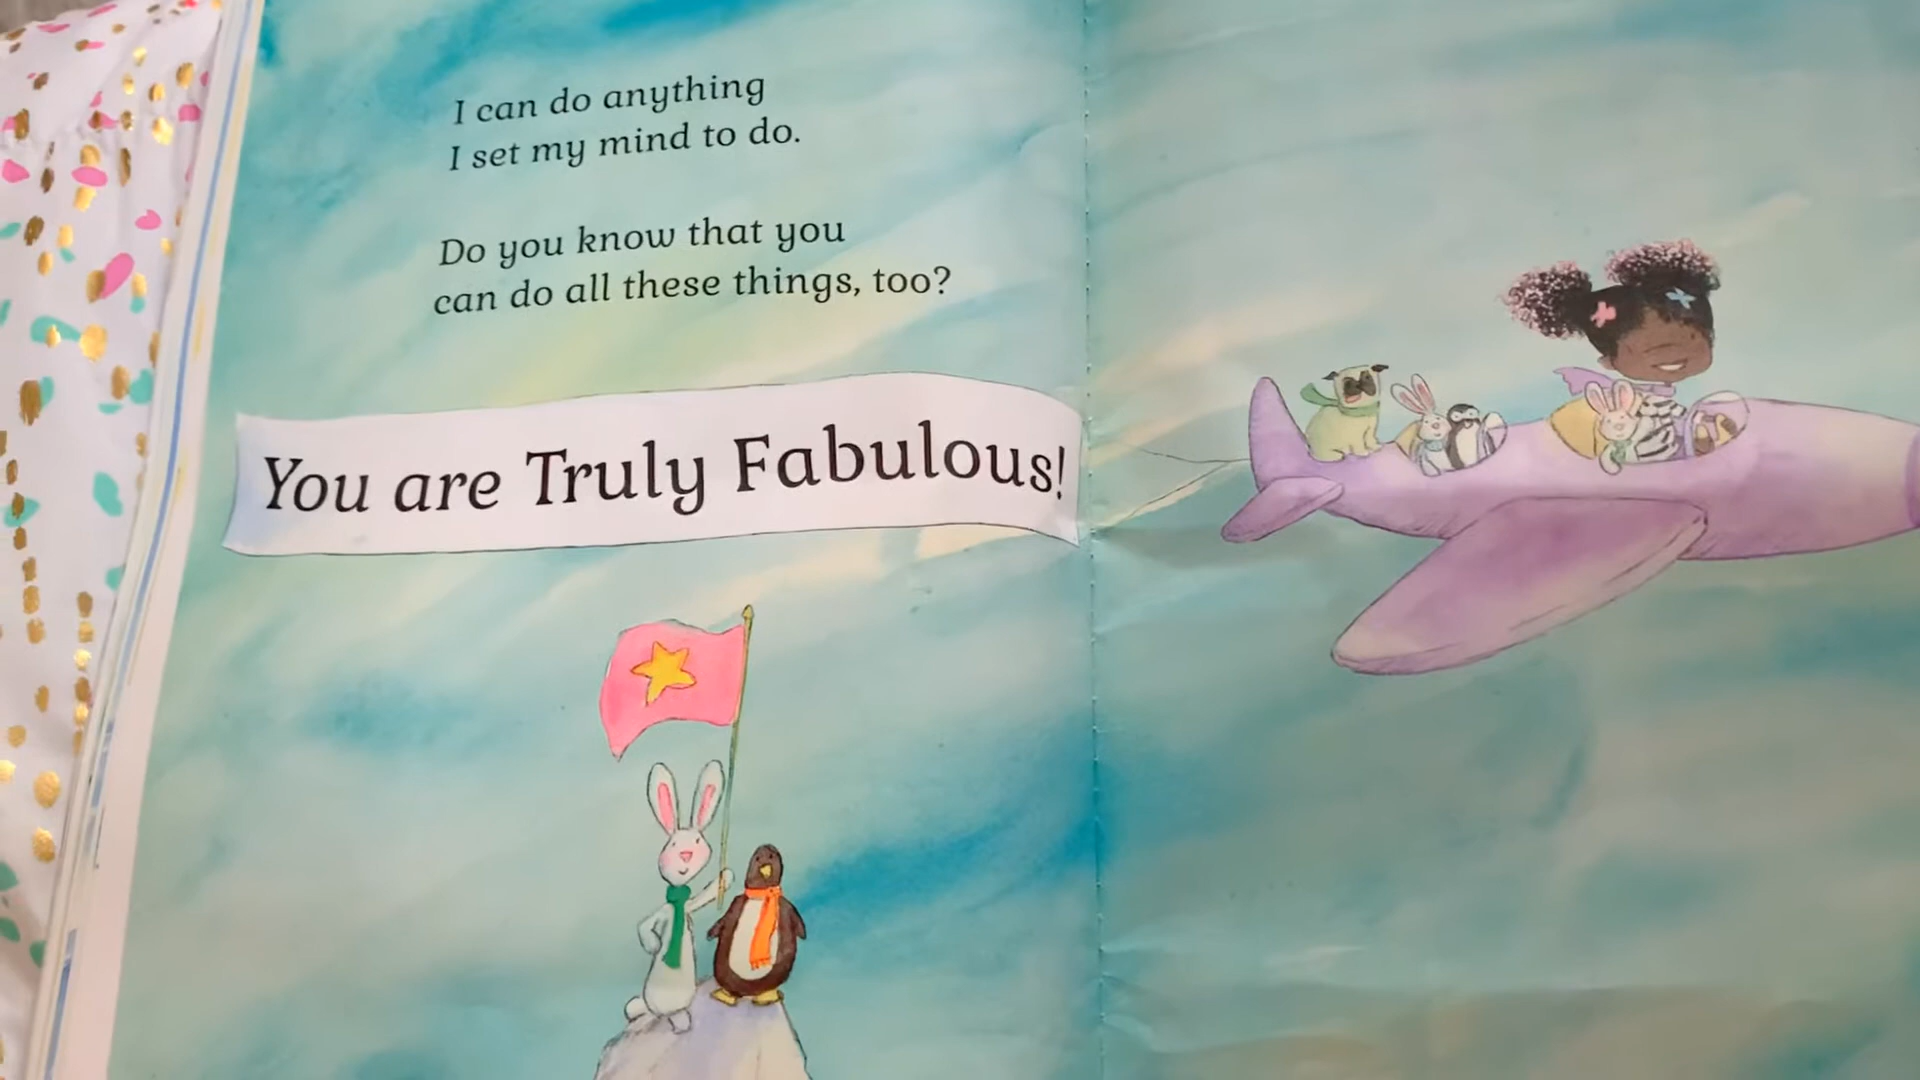 I can do anything
I set my mind to do.
Do you know that you
can do all these things, too?
You are Truly Fabulous!